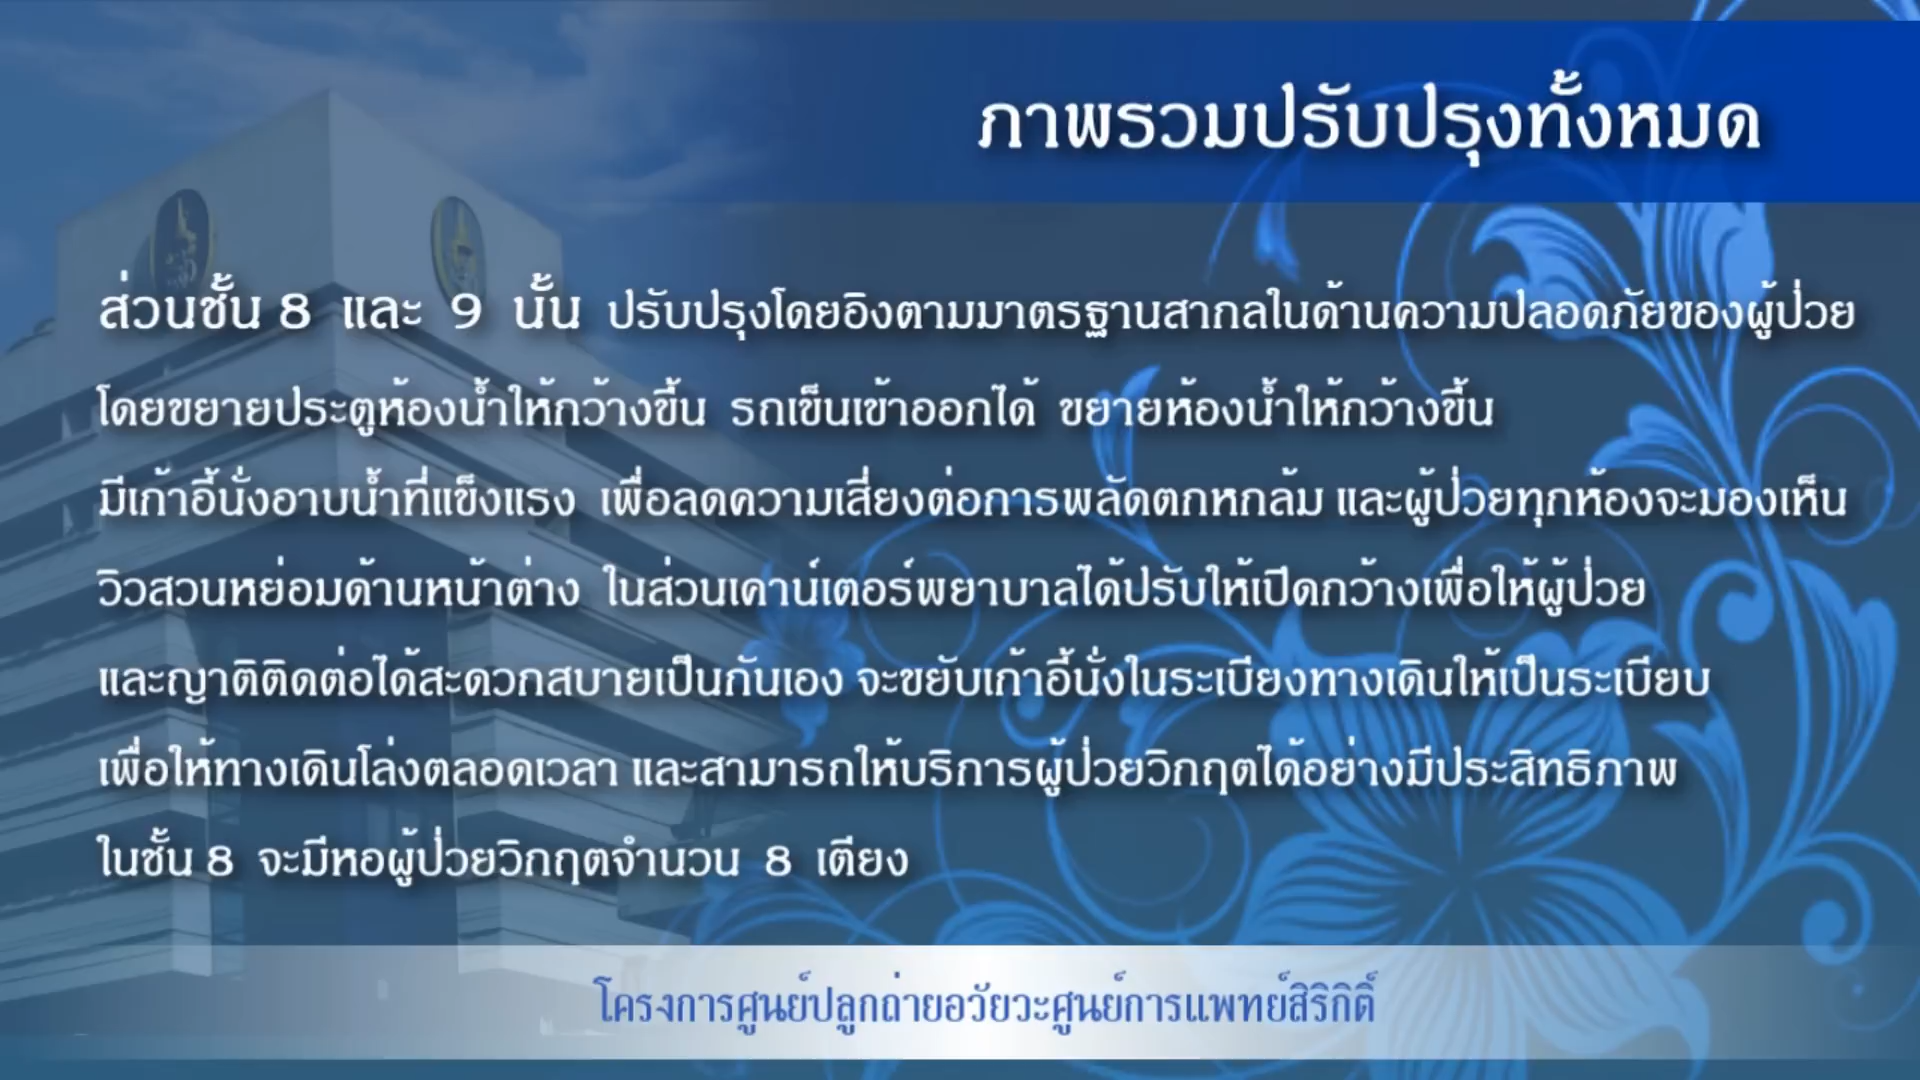 ภาพรวมปรับปรุงทั้งหมด
ส่วนชั้น 8 และ 9 นั้น ปรับปรุงโดยอิงตามมาตรฐานสากลในด้านความปลอดภัยของผู้ป่วย
โดยขยายประตูห้องน้ำให้กว้างขึ้น รถเข็นเข้าออกได้ ขยายห้องน้ำให้กว้างขึ้น
มีเก้าอี้นั่งอาบน้ำที่แข็งแรง เพื่อลดความเสี่ยงต่อการพลัดตกหกล้ม และผู้ป่วยทุกห้องจะมองเห็น
วิวสวนหย่อมด้านหน้าต่าง ในส่วนเคาน์เตอร์พยาบาลได้ปรับให้เปิดกว้างเพื่อให้ผู้ป่วย
และญาติติดต่อได้สะดวกสบายเป็นกันเอง จะขยับเก้าอี้นั่งในระเบียงทางเดินให้เป็นระเบียบ
เพื่อให้ทางเดินโล่งตลอดเวลา และสามารถให้บริการผู้ป่วยวิกฤตได้อย่างมีประสิทธิภาพ
ในชั้น 8 จะมีหอผู้ป่วยวิกฤตจำนวน 8 เตียง
โครงการศูนย์ปลูกถ่ายอวัยวะศูนย์การแพทย์สิริกิติ์